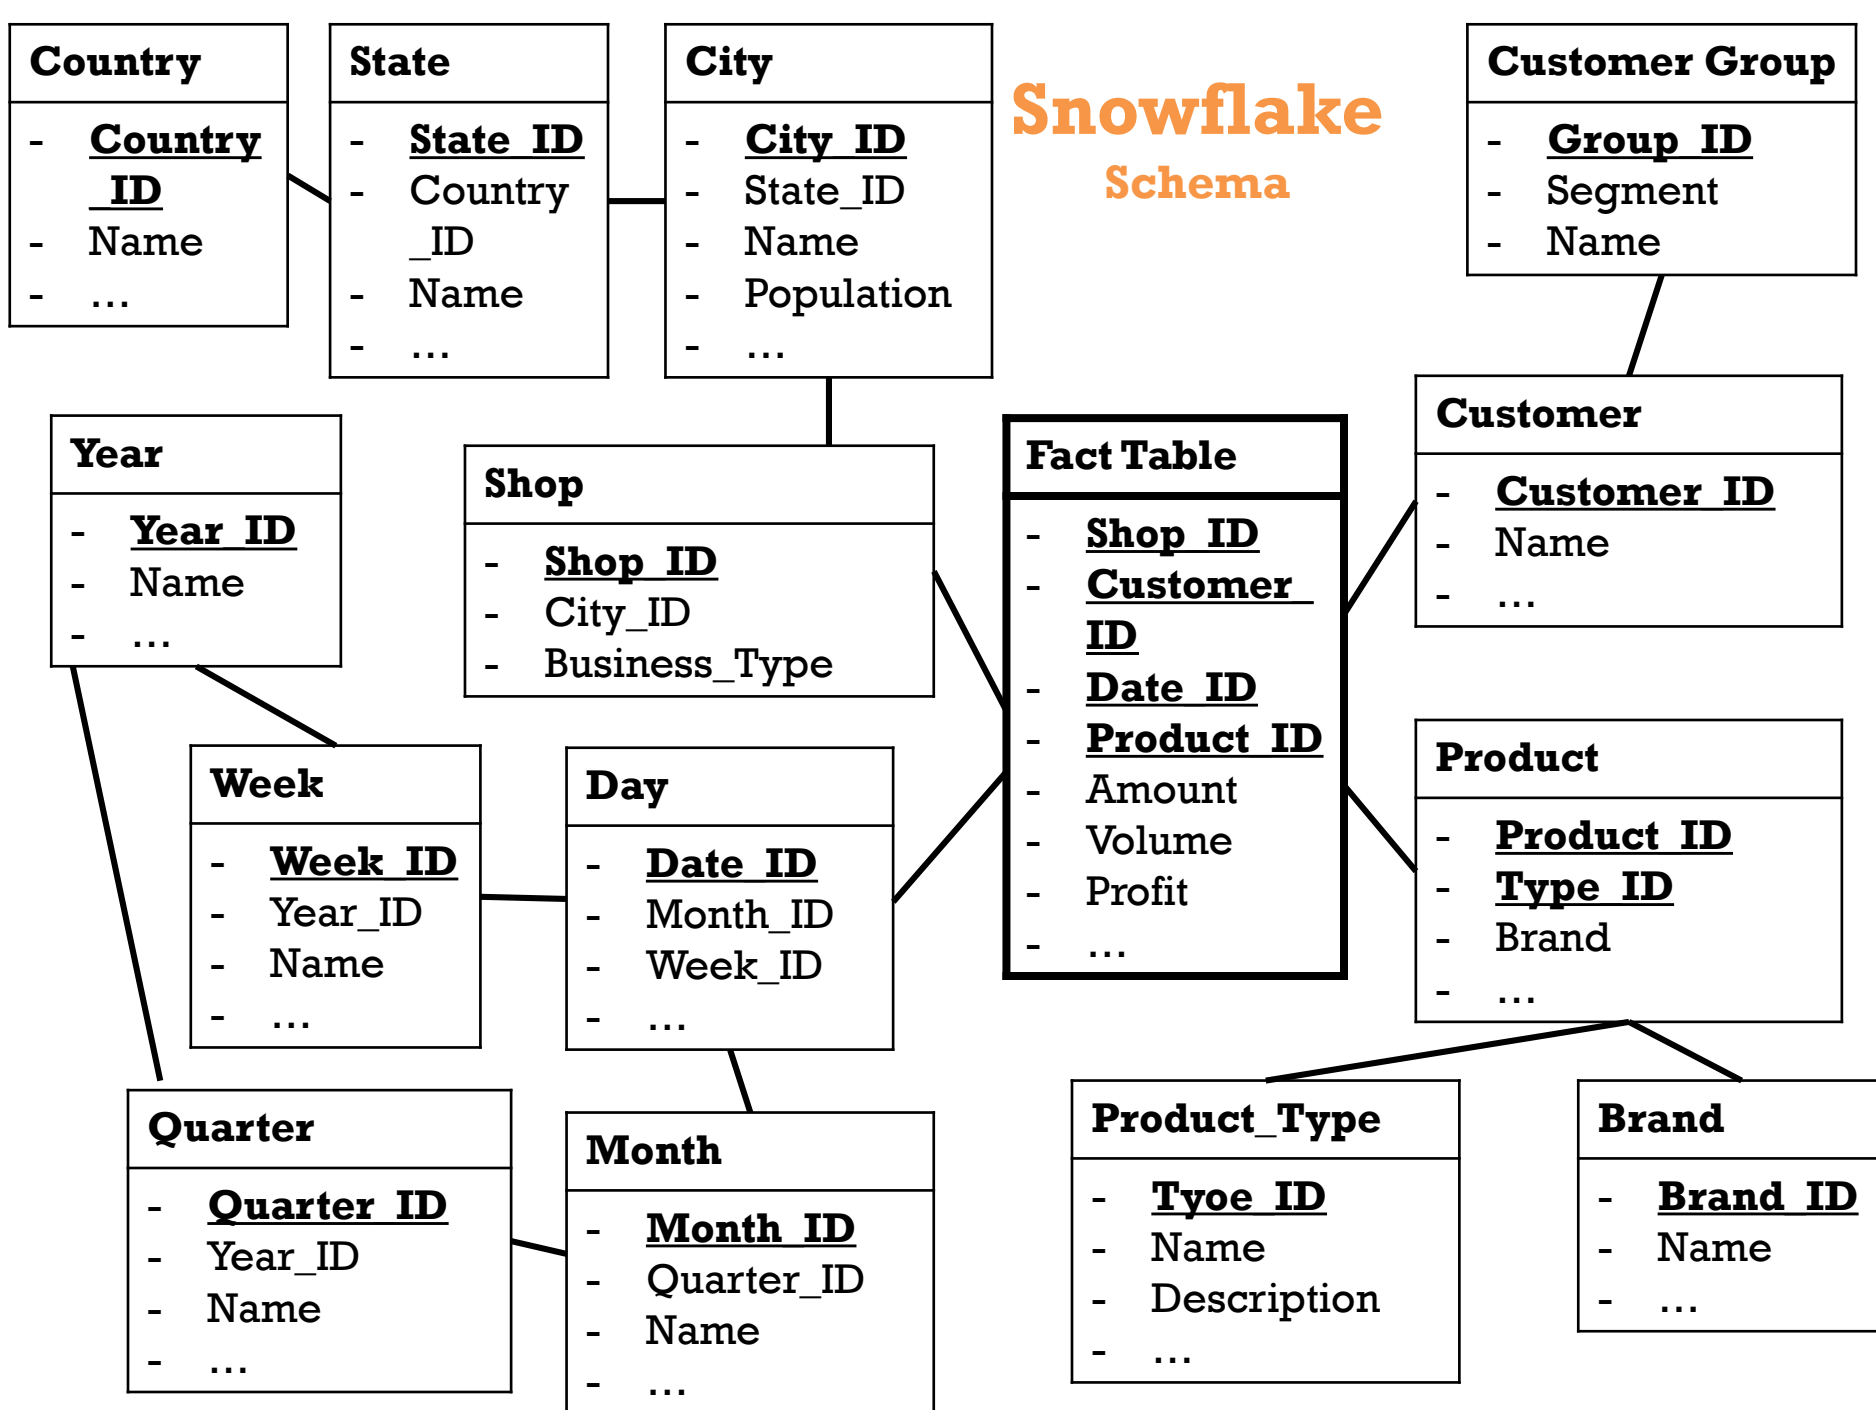 Country
- Country
_ID
- Name
- ...
State
- State_ID
- Country
_ID
- Name
- ...
City
- City_ID
- State_ID
- Name
- Population
- ...
Snowflake
Schema
Customer Group
- Group_ID
- Segment
- Name
Year
- Year_ID
- Name
- ...
Shop
- Shop_ID
- City_ID
- Business_Type
Fact Table
- Shop_ID
- Customer_
ID
- Date_ID
- Product_ID
- Amount
- Volume
- Profit
- ...
Customer
- Customer_ID
- Name
- ...
Week
- Week_ID
- Year_ID
- Name
- ...
Day
- Date_ID
- Month_ID
- Week_ID
- ...
Product
- Product_ID
- Type_ID
- Brand
- ...
Quarter
- Quarter_ID
- Year_ID
- Name
- ...
Month
- Month_ID
- Quarter_ID
- Name
- ...
Product_Type
- Tyoe_ID
- Name
- Description
- ...
Brand
- Brand_ID
- Name
- ...